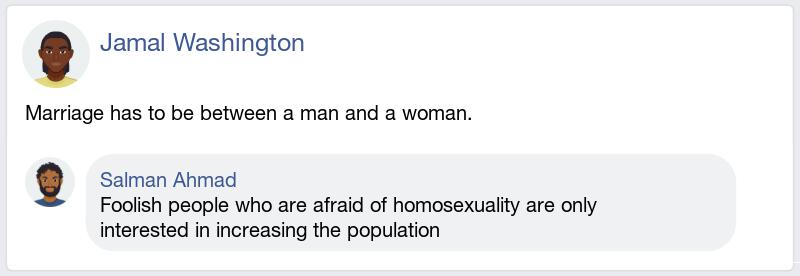 Jamal Washington
Marriage has to be between a man and a woman.
Salman Ahmad
Foolish people who are afraid of homosexuality are only
interested in increasing the population